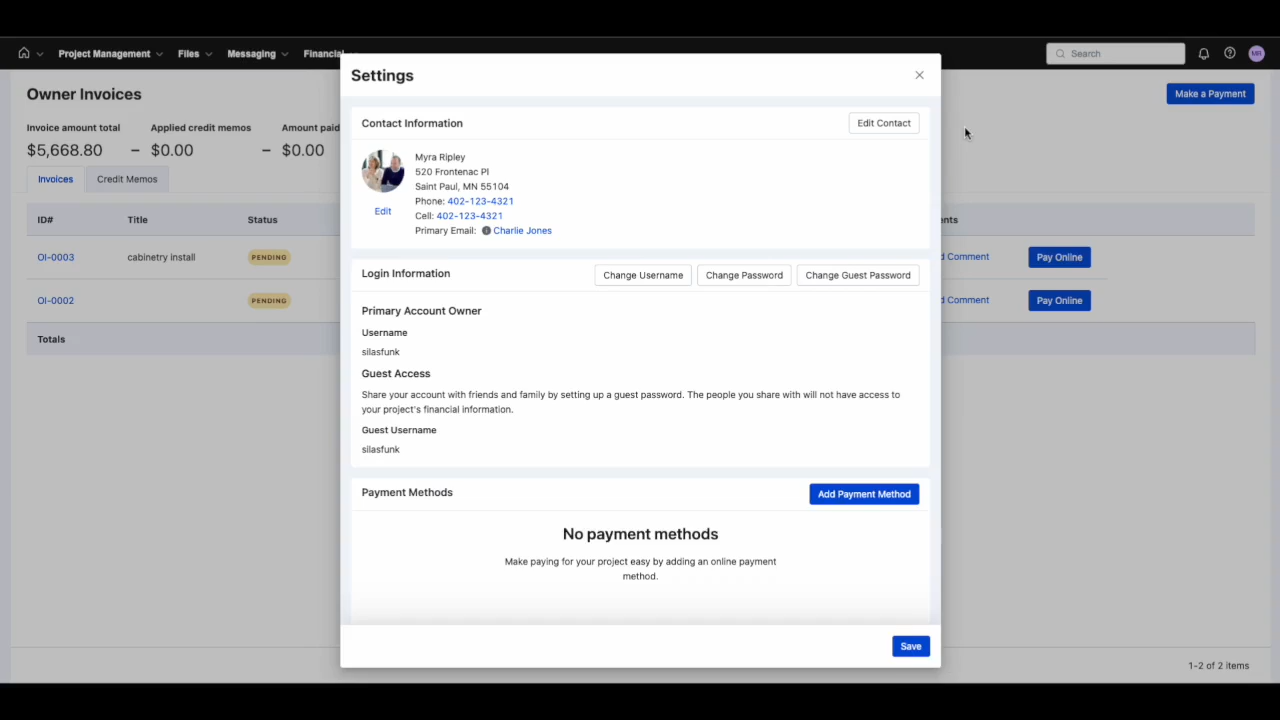 Project Management Files Messaging Financial Search MR
Owner Invoices
Make a Payment
Invoice amount total Applied credit memos Amount paid
$5,668.80 – $0.00 – $0.00
Invoices Credit Memos
ID# Title Status
OI-0003 cabinetry install PENDING Comment Pay Online
OI-0002 PENDING Comment Pay Online
Totals
1-2 of 2 items
Settings
Contact Information Edit Contact
Myra Ripley
520 Frontenac Pl
Saint Paul, MN 55104
Phone: 402-123-4321
Edit
Cell: 402-123-4321
Primary Email: Charlie Jones
Login Information Change Username Change Password Change Guest Password
Primary Account Owner
Username
silasfunk
Guest Access
Share your account with friends and family by setting up a guest password. The people you share with will not have access to
your project's financial information.
Guest Username
silasfunk
Payment Methods Add Payment Method
No payment methods
Make paying for your project easy by adding an online payment
method.
Save